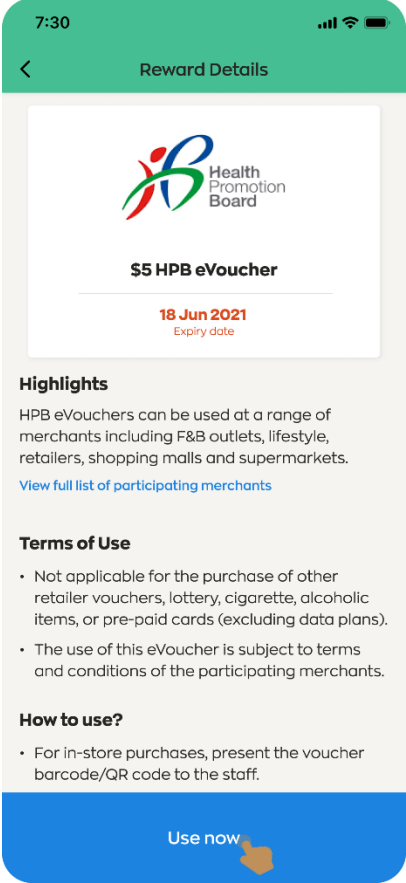 7:30
Reward Details
Health
Promotion
Board
$5 HPB eVoucher
18 Jun 2021
Expiry date
Highlights
HPB eVouchers can be used at a range of
merchants including F&B outlets, lifestyle,
retailers, shopping malls and supermarkets.
View full list of participating merchants
Terms of Use
• Not applicable for the purchase of other
retailer vouchers, lottery, cigarette, alcoholic
items, or pre-paid cards (excluding data plans).
• The use of this eVoucher is subject to terms
and conditions of the participating merchants.
How to use?
• For in-store purchases, present the voucher
barcode/QR code to the staff.
Use now